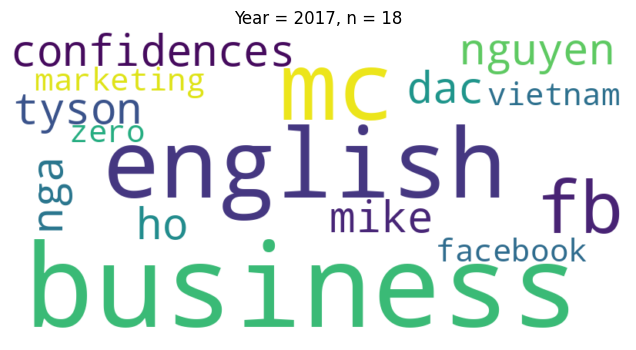 Year = 2017, n = 18
confidences
nguyen
marketing
mc
dac
vietnam
tyson
zero
english
nga
ho
mike
fb
facebook
business